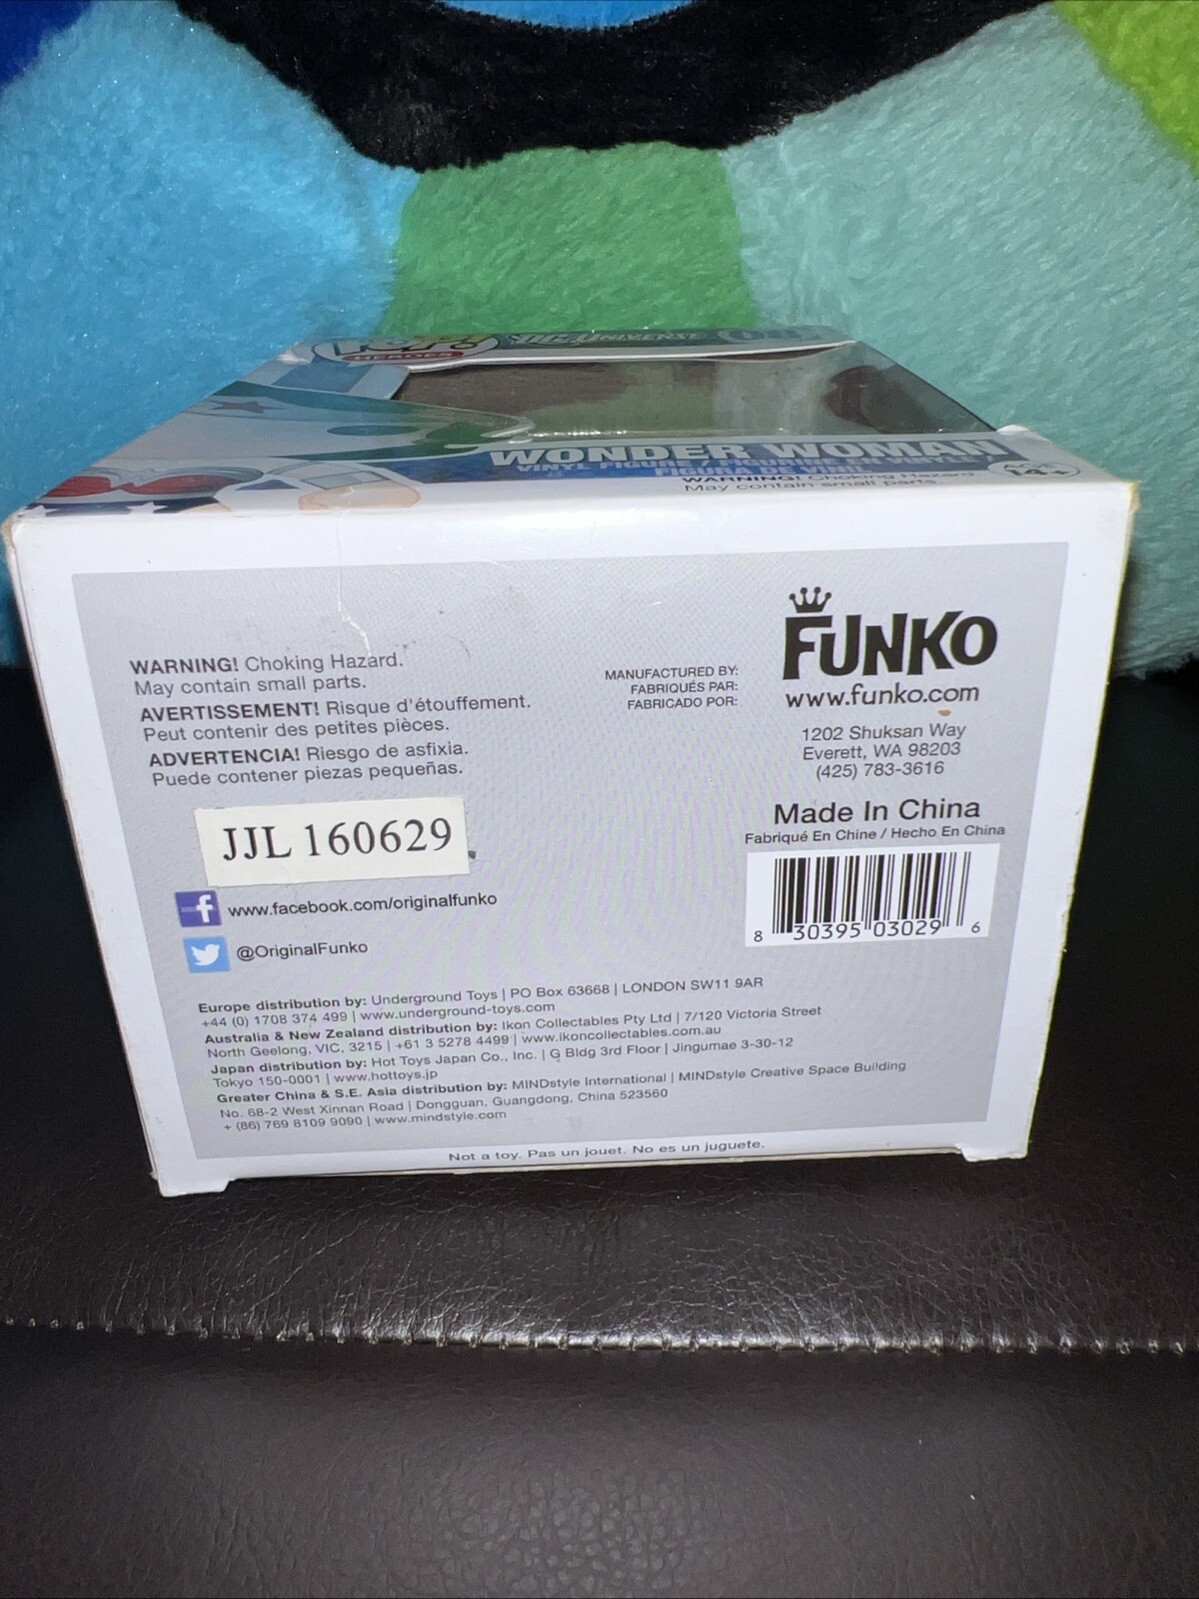 POP!
HEROES
DC UNIVERSE
WONDER WOMAN
VINYL FIGURE /
FIGURA DE VINIL
WARNING! Choking Hazard.
May contain small parts.
AGES
14+
WARNING! Choking Hazard.
May contain small parts.
AVERTISSEMENT! Risque d'étouffement.
Peut contenir des petites pièces.
ADVERTENCIA! Riesgo de asfixia.
Puede contener piezas pequeñas.
MANUFACTURED BY:
FABRIQUÉS PAR:
FABRICADO POR:
FUNKO
www.funko.com
1202 Shuksan Way
Everett, WA 98203
(425) 783-3616
Made In China
Fabriqué En Chine / Hecho En China
8 30395 03029 6
JJL 160629
f www.facebook.com/originalfunko
@OriginalFunko
Europe distribution by: Underground Toys | PO Box 63668 | LONDON SW11 9AR
+44 (0) 1708 374 499 | www.underground-toys.com
Australia & New Zealand distribution by: Ikon Collectables Pty Ltd | 7/120 Victoria Street
North Geelong, VIC, 3215 | +61 3 5278 4499 | www.ikoncollectables.com.au
Japan distribution by: Hot Toys Japan Co., Inc. | G Bldg 3rd Floor | Jingumae 3-30-12
Tokyo 150-0001 | www.hottoys.jp
Greater China & S.E. Asia distribution by: MINDstyle International | MINDstyle Creative Space Building
No. 68-2 West Xinnan Road | Dongguan, Guangdong, China 523560
+ (86) 769 8109 9090 | www.mindstyle.com
Not a toy. Pas un jouet. No es un juguete.